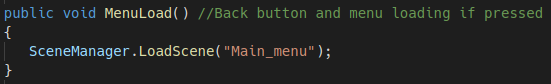 public void MenuLoad() //Back button and menu loading if pressed
{
SceneManager.LoadScene("Main_menu");
}